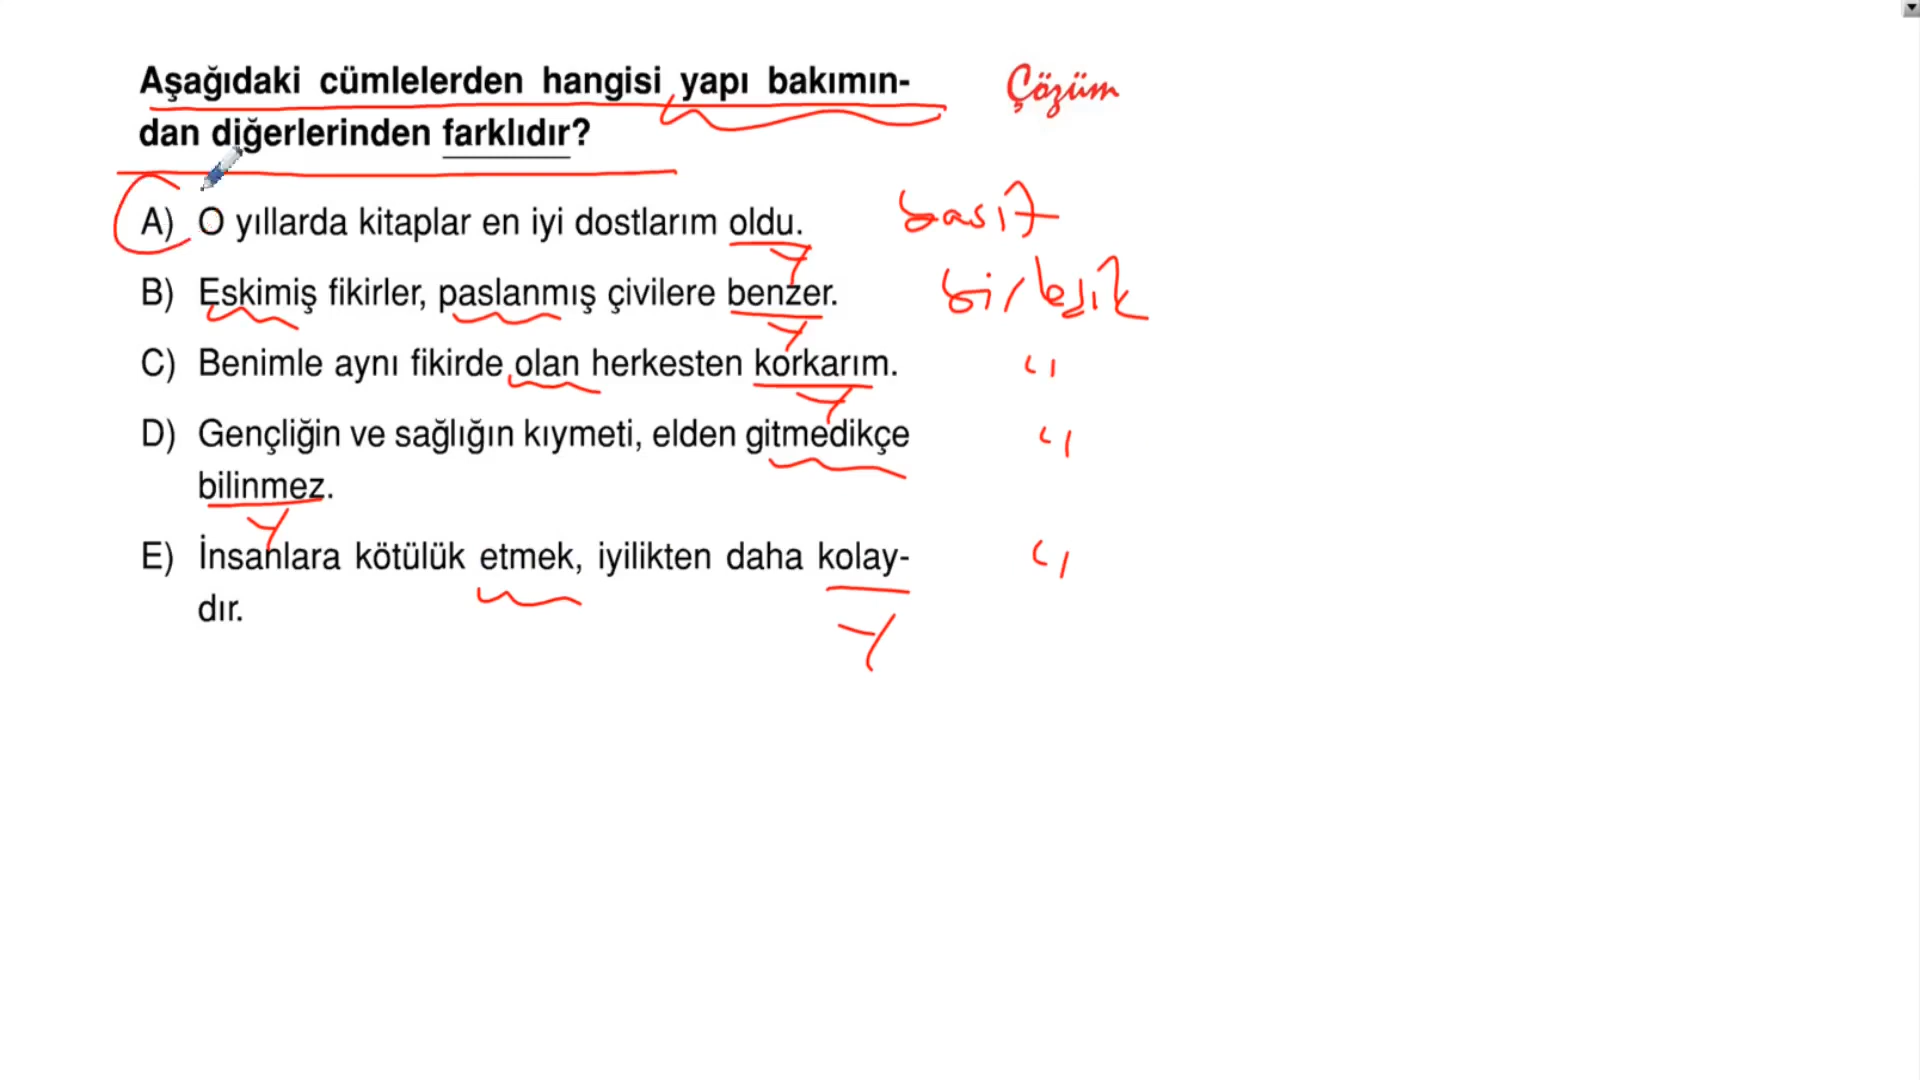 Aşağıdaki cümlelerden hangisi yapı bakımın-
dan diğerlerinden farklıdır?
Çözüm
A) O yıllarda kitaplar en iyi dostlarım oldu.
basit
Y
B) Eskimiş fikirler, paslanmış çivilere benzer.
birleşik
Y
C) Benimle aynı fikirde olan herkesten korkarım.
"
Y
D) Gençliğin ve sağlığın kıymeti, elden gitmedikçe
"
bilinmez.
Y
E) İnsanlara kötülük etmek, iyilikten daha kolay-
"
dır.
Y